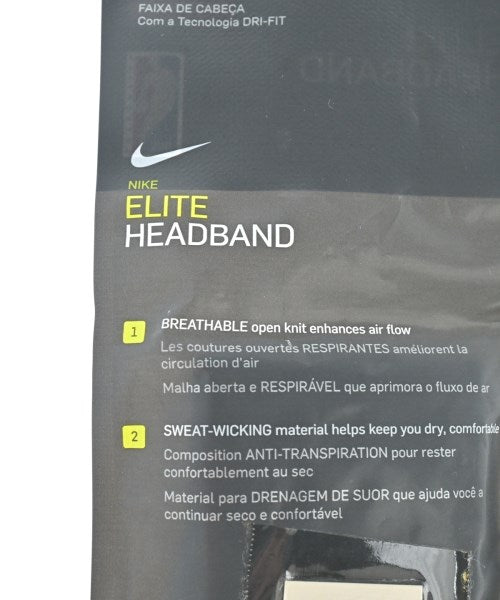 FAIXA DE CABEÇA
Com a Tecnologia DRI-FIT
HEADBAND
NIKE
ELITE
HEADBAND
1
BREATHABLE open knit enhances air flow
Les coutures ouvertes RESPIRANTES améliorent la
circulation d'air
Malha aberta e RESPIRÁVEL que aprimora o fluxo de ar
2
SWEAT-WICKING material helps keep you dry, comfortable
Composition ANTI-TRANSPIRATION pour rester
confortablement au sec
Material para DRENAGEM DE SUOR que ajuda você a
continuar seco e confortável